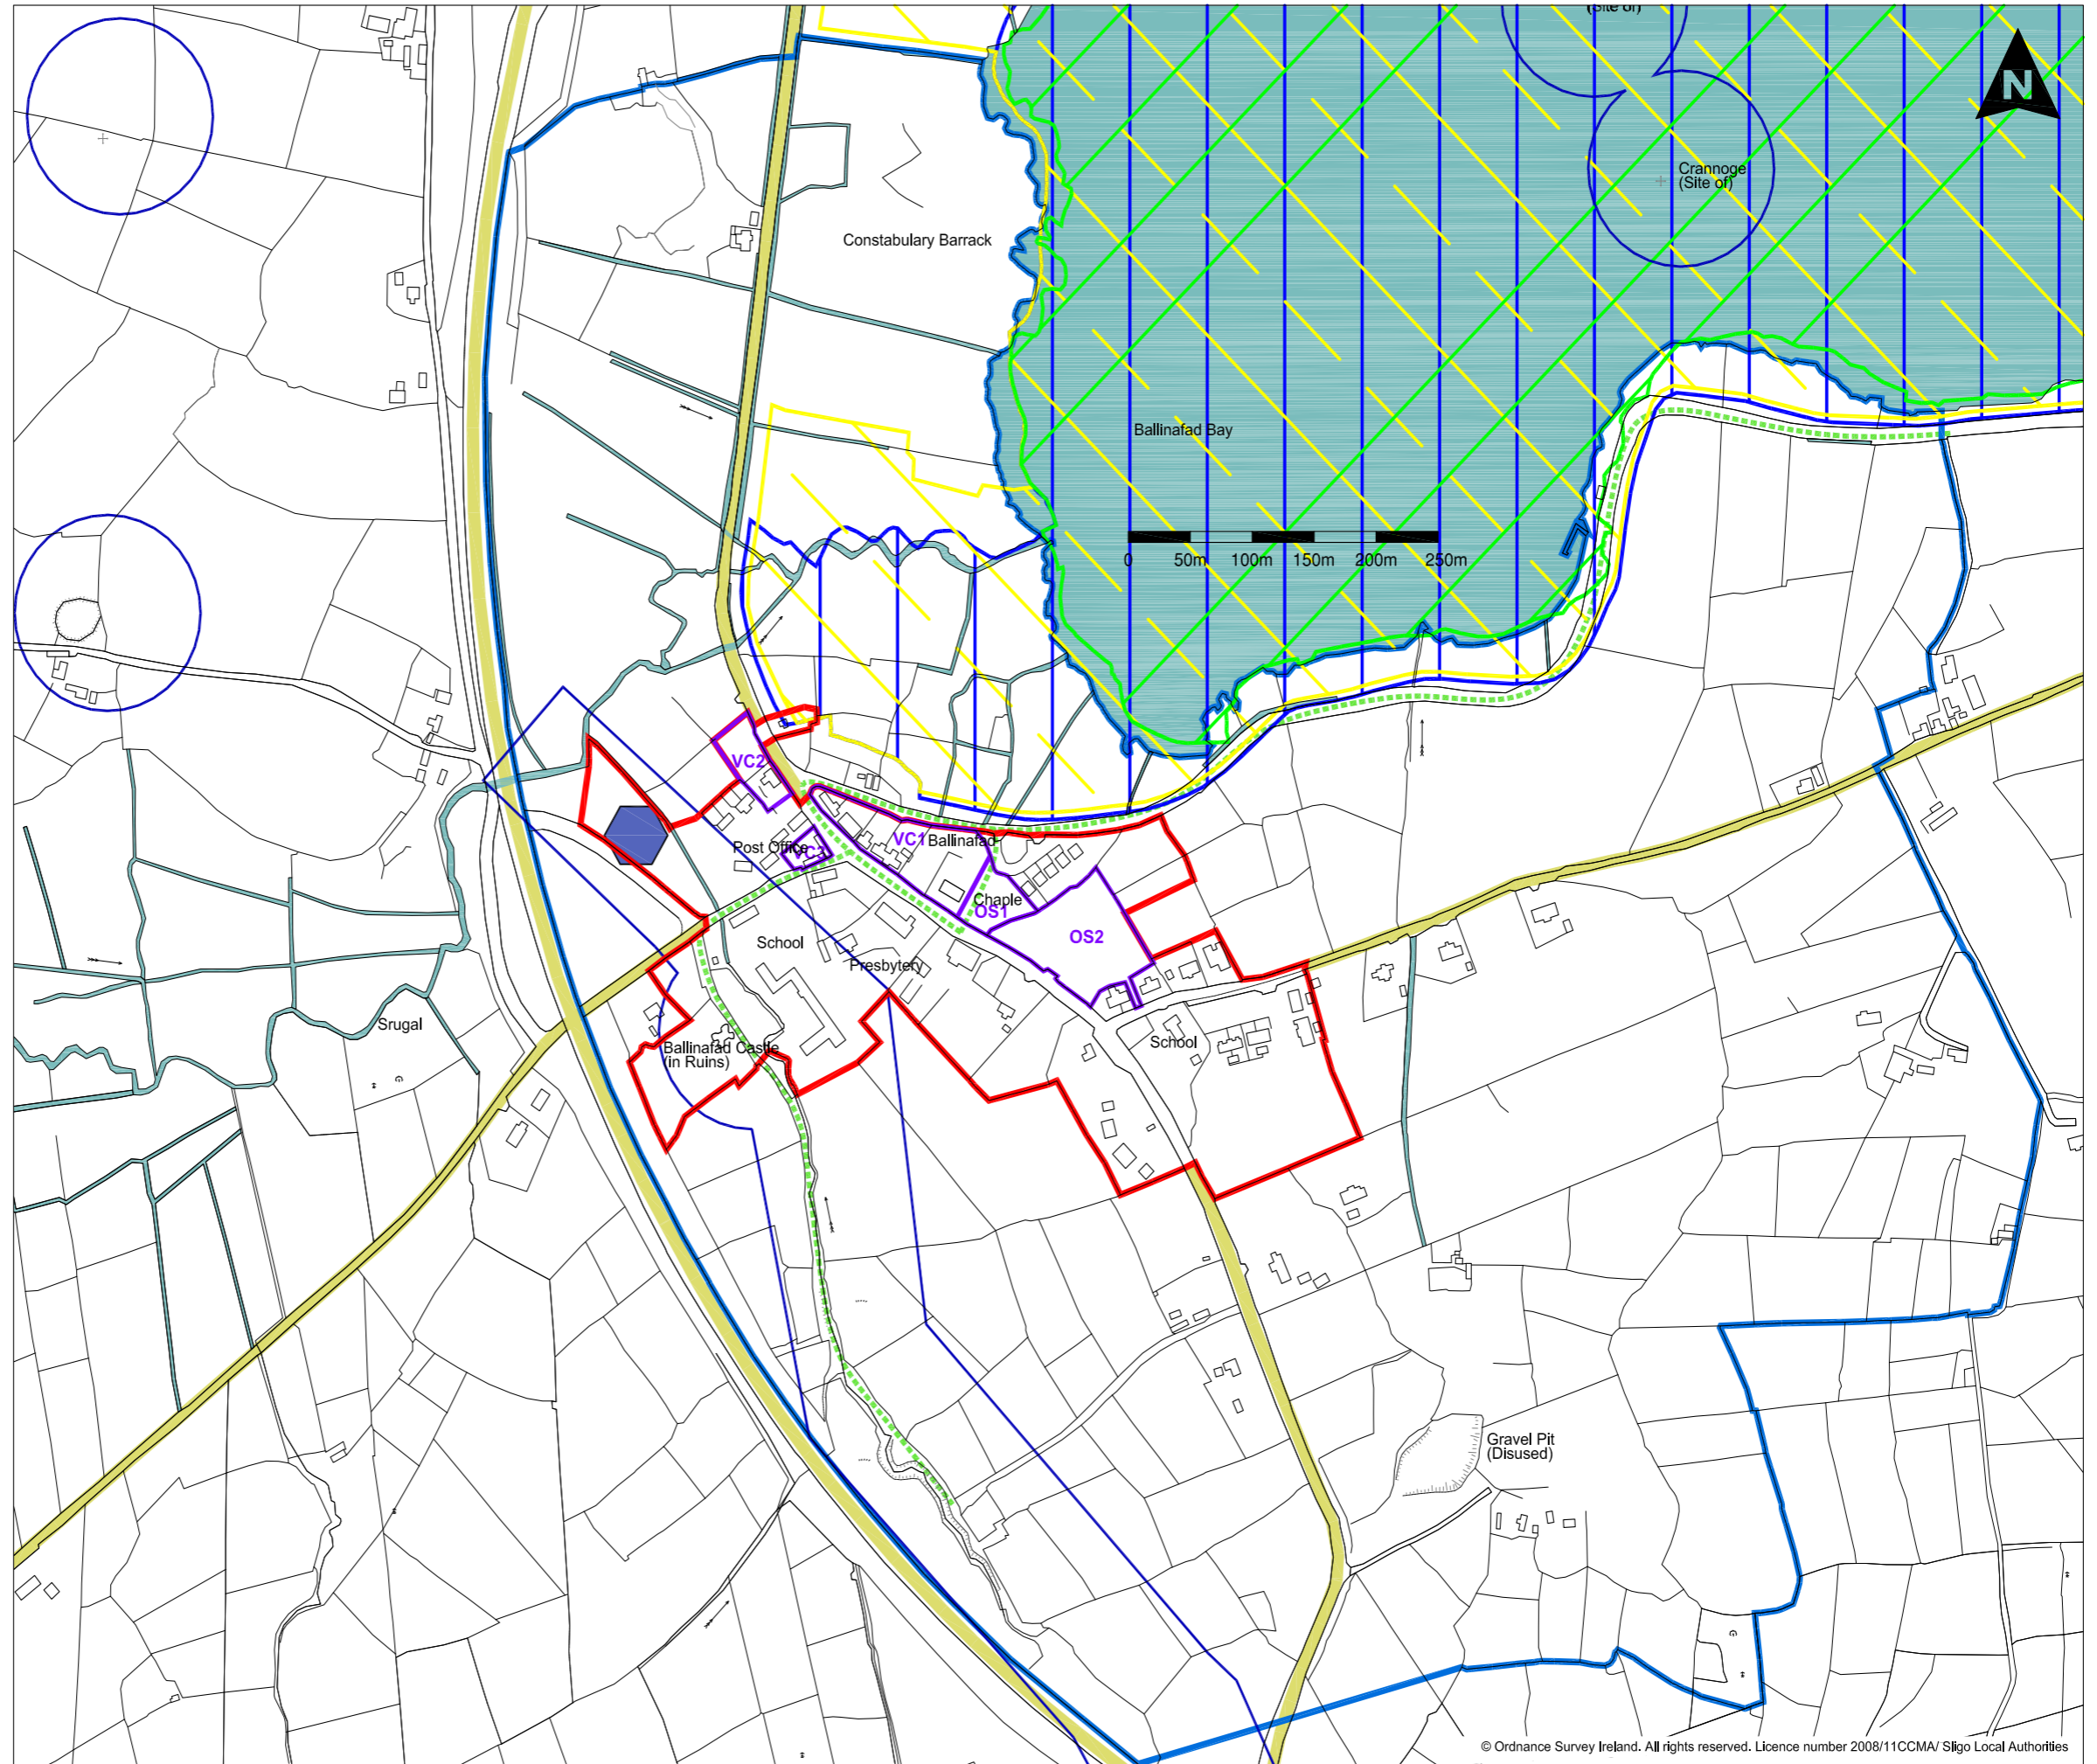 (Site of)
N
Crannoge
(Site of)
Constabulary Barrack
Ballinafad Bay
0 50m 100m 150m 200m 250m
VC2
VC1 Ballinafad
Post Office
VC3
Chaple
OS1
OS2
School
Presbytery
Srugal
School
Ballinafad Castle
(in Ruins)
Gravel Pit
(Disused)
© Ordnance Survey Ireland. All rights reserved. Licence number 2008/11CCMA/ Sligo Local Authorities